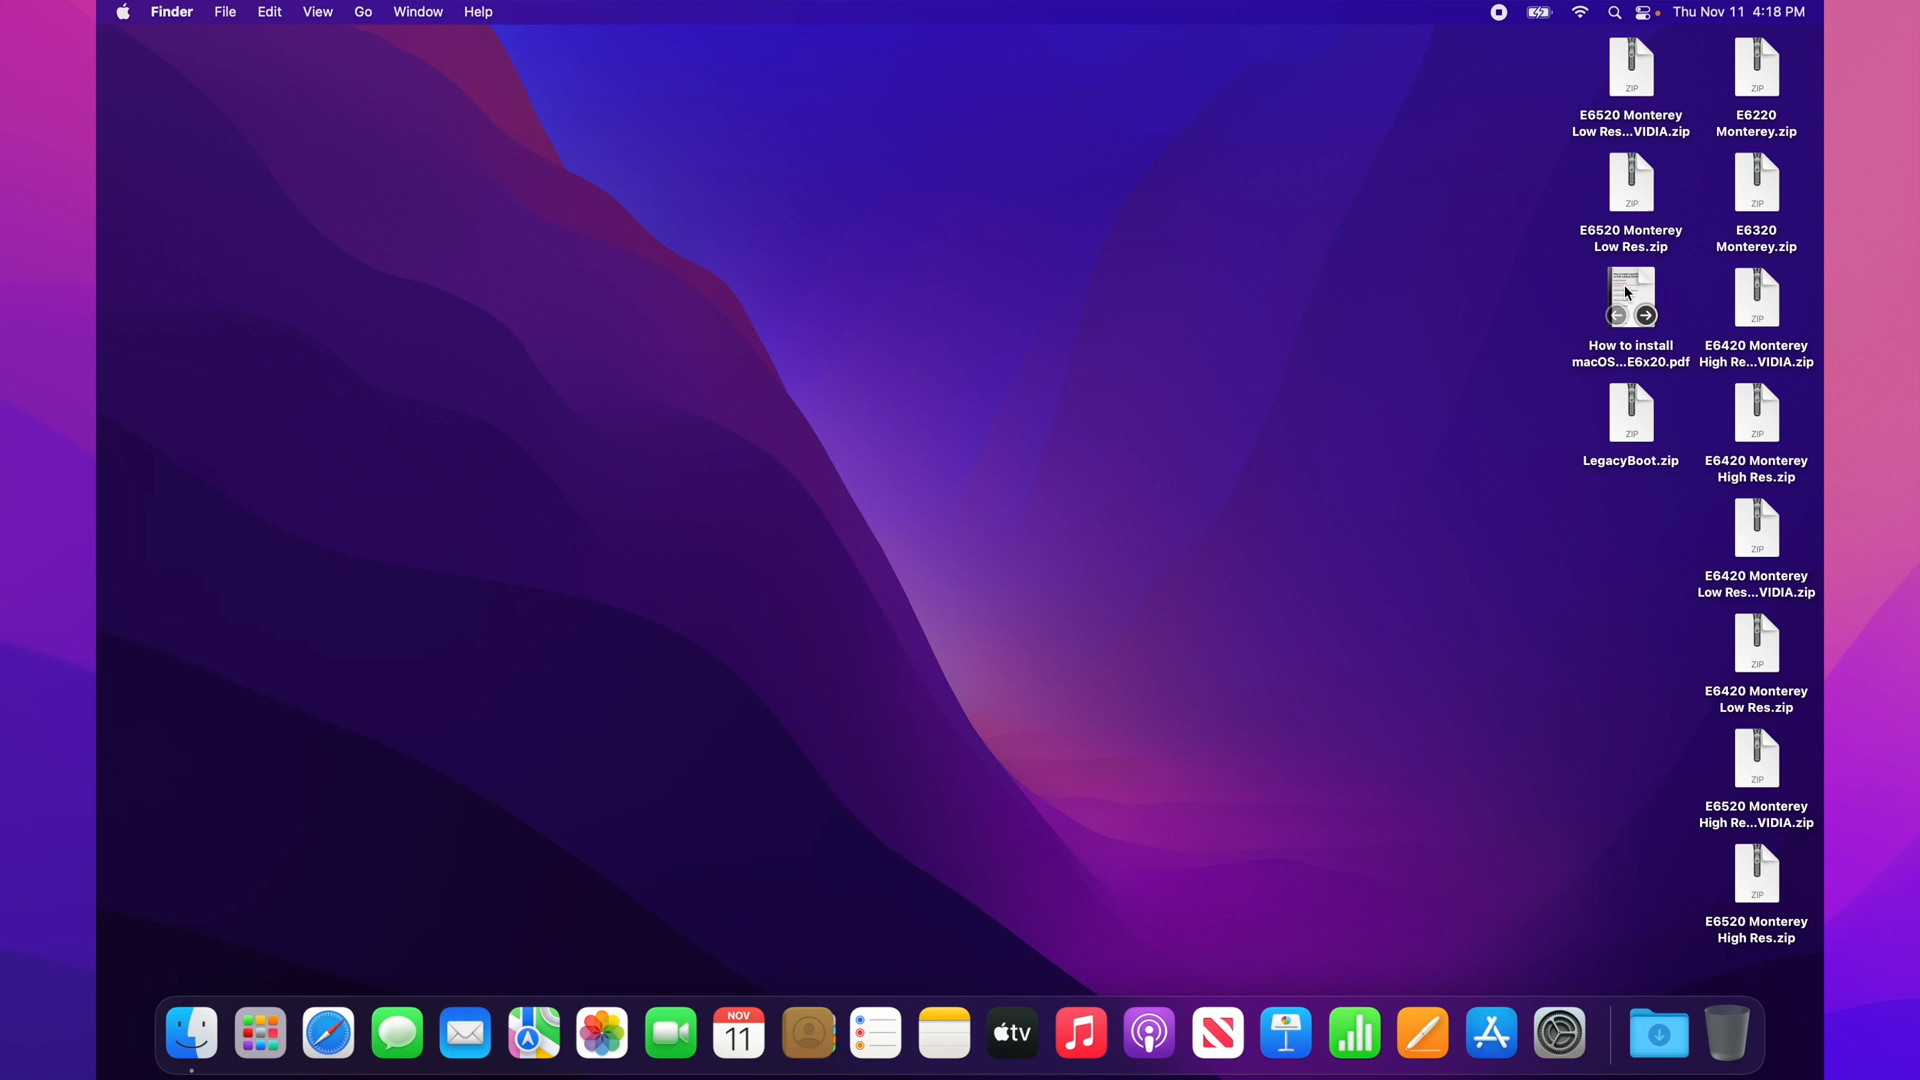 Finder File Edit View Go Window Help
Thu Nov 11 4:18 PM
ZIP
E6520 Monterey
Low Res...VIDIA.zip
ZIP
E6220
Monterey.zip
ZIP
E6520 Monterey
Low Res.zip
ZIP
E6320
Monterey.zip
How to install
macOS...E6x20.pdf
ZIP
E6420 Monterey
High Re...VIDIA.zip
ZIP
LegacyBoot.zip
ZIP
E6420 Monterey
High Res.zip
ZIP
E6420 Monterey
Low Res...VIDIA.zip
ZIP
E6420 Monterey
Low Res.zip
ZIP
E6520 Monterey
High Re...VIDIA.zip
ZIP
E6520 Monterey
High Res.zip
NOV
11
tv